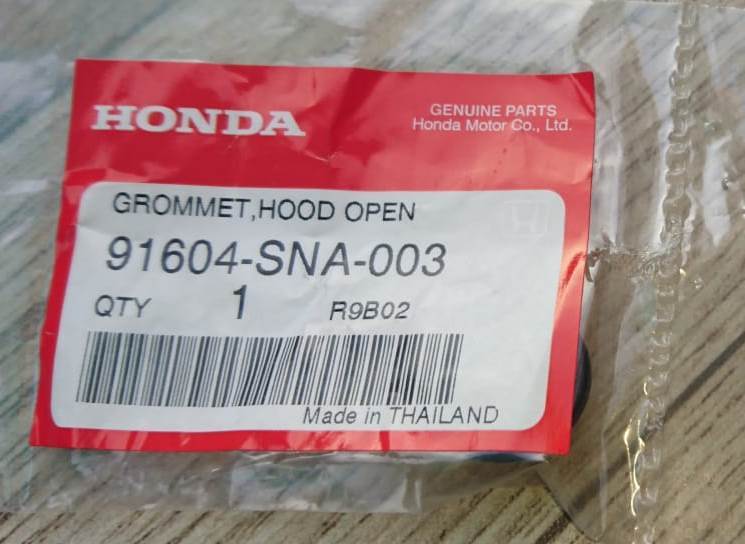 HONDA
GENUINE PARTS
Honda Motor Co., Ltd.
GROMMET,HOOD OPEN
91604-SNA-003
QTY 1 R9B02
Made in THAILAND